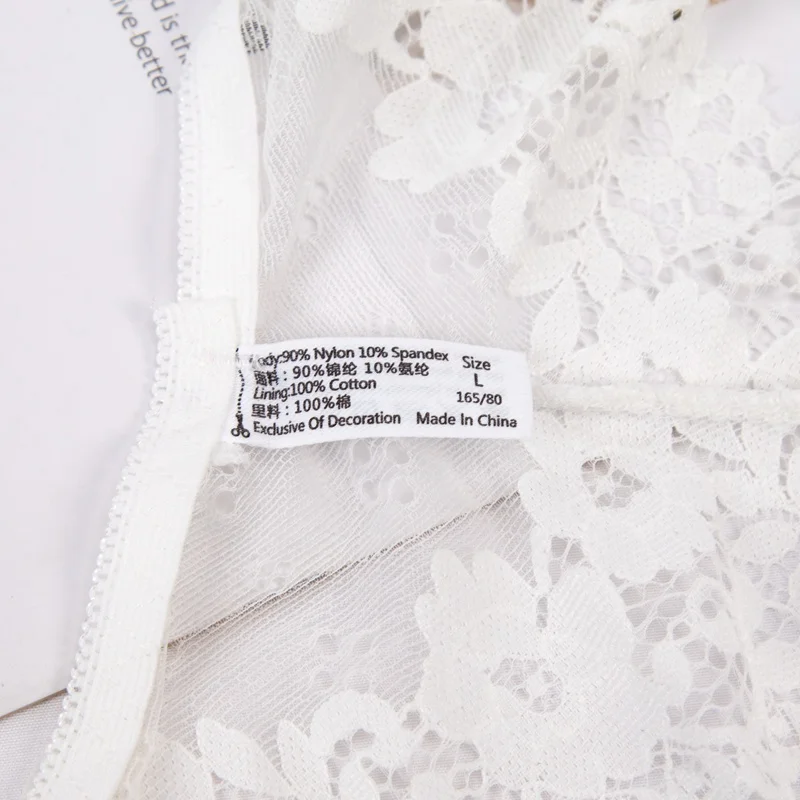 is th
ive.better
ody:90% Nylon 10% Spandex
面料：90%锦纶 10%氨纶
Lining:100% Cotton
里料：100%棉
Exclusive Of Decoration
Size
L
165/80
Made In China